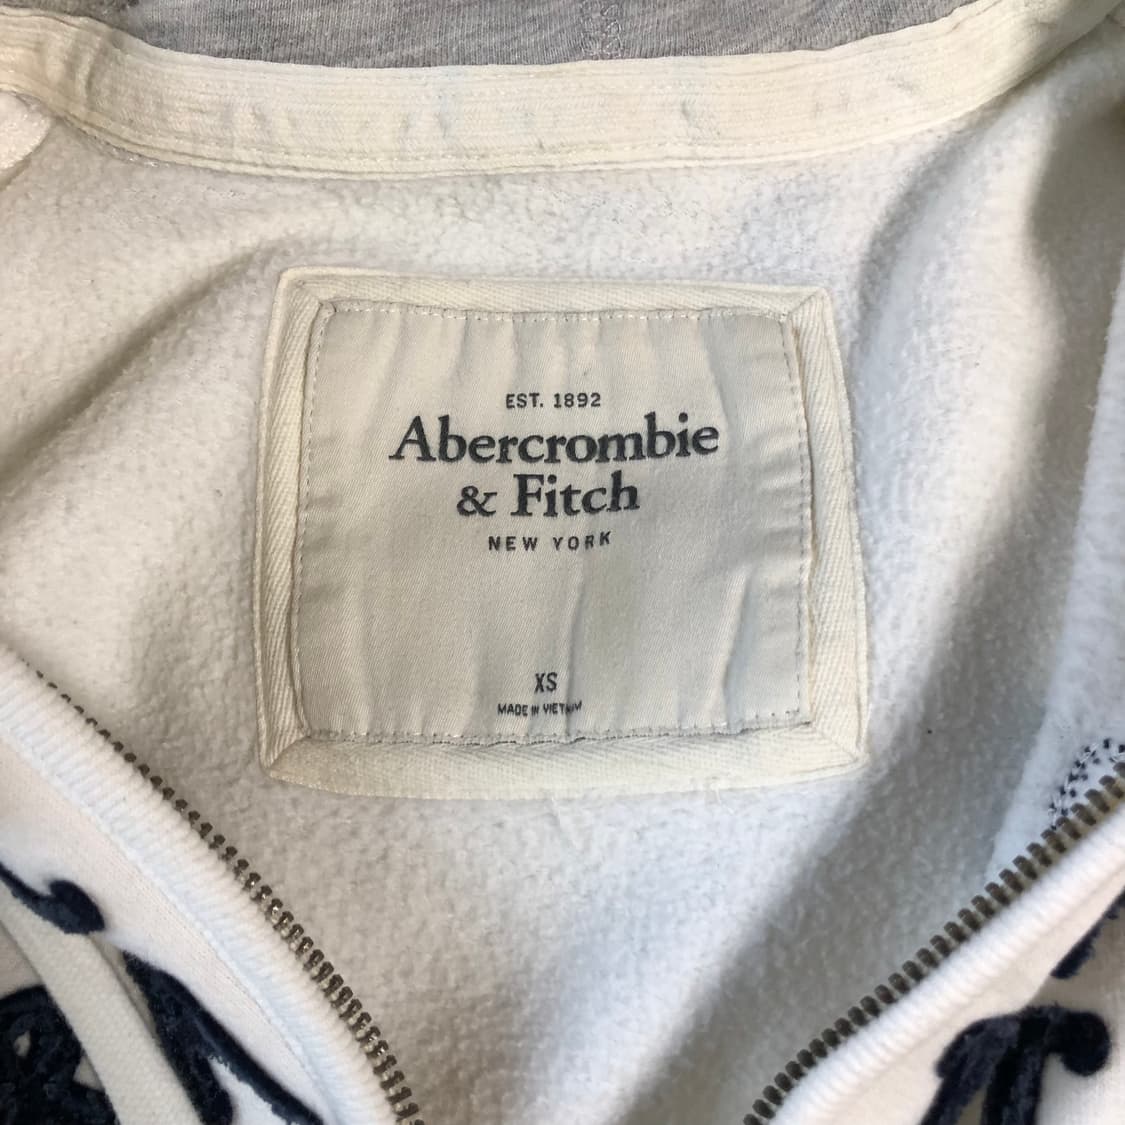 EST. 1892
Abercrombie
& Fitch
NEW YORK
XS
MADE IN VIETNAM